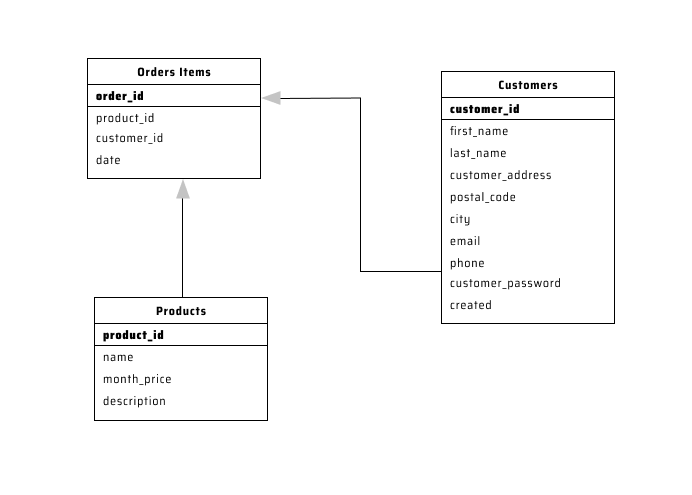 Orders Items
order_id
product_id
customer_id
date
Customers
customer_id
first_name
last_name
customer_address
postal_code
city
email
phone
customer_password
created
Products
product_id
name
month_price
description